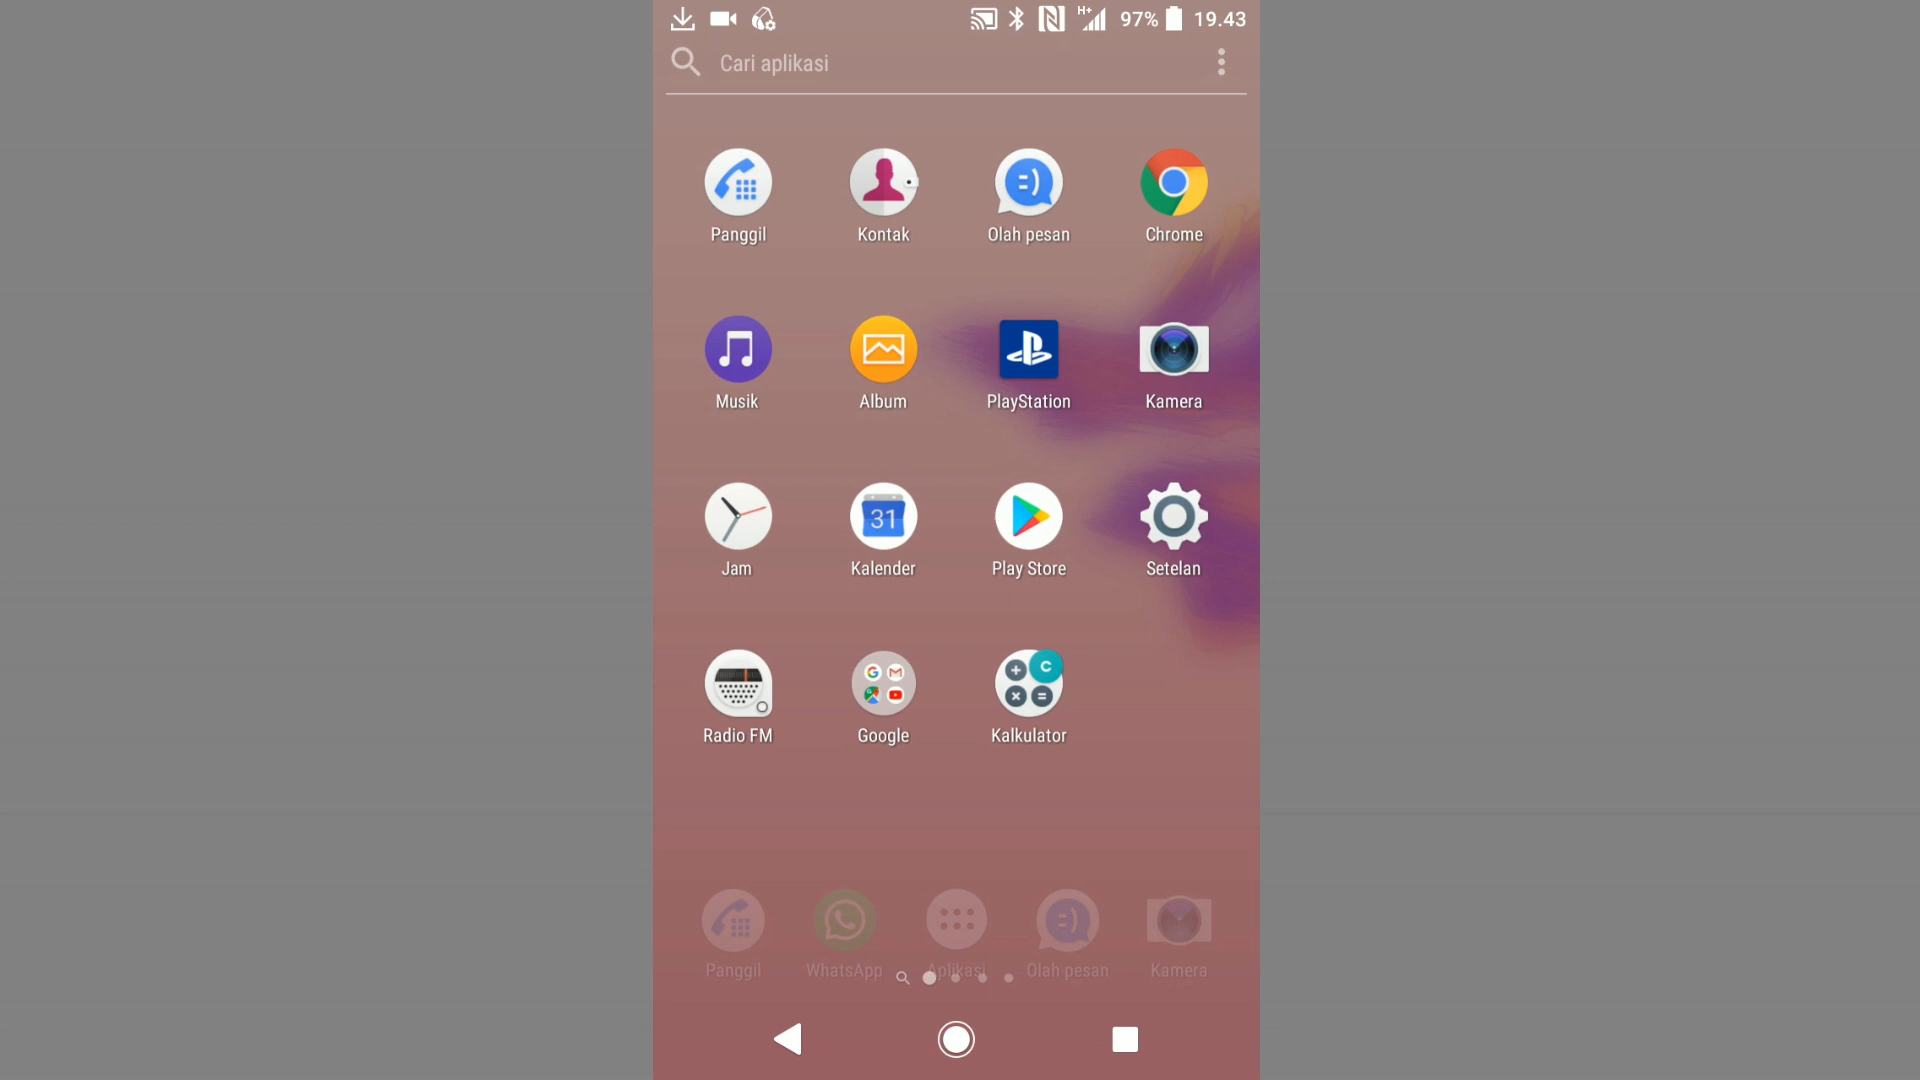 H+ 97% 19.43
Cari aplikasi
Panggil Kontak Olah pesan Chrome
Musik Album PlayStation Kamera
31
Jam Kalender Play Store Setelan
C
Radio FM Google Kalkulator
Panggil WhatsApp Aplikasi Olah pesan Kamera